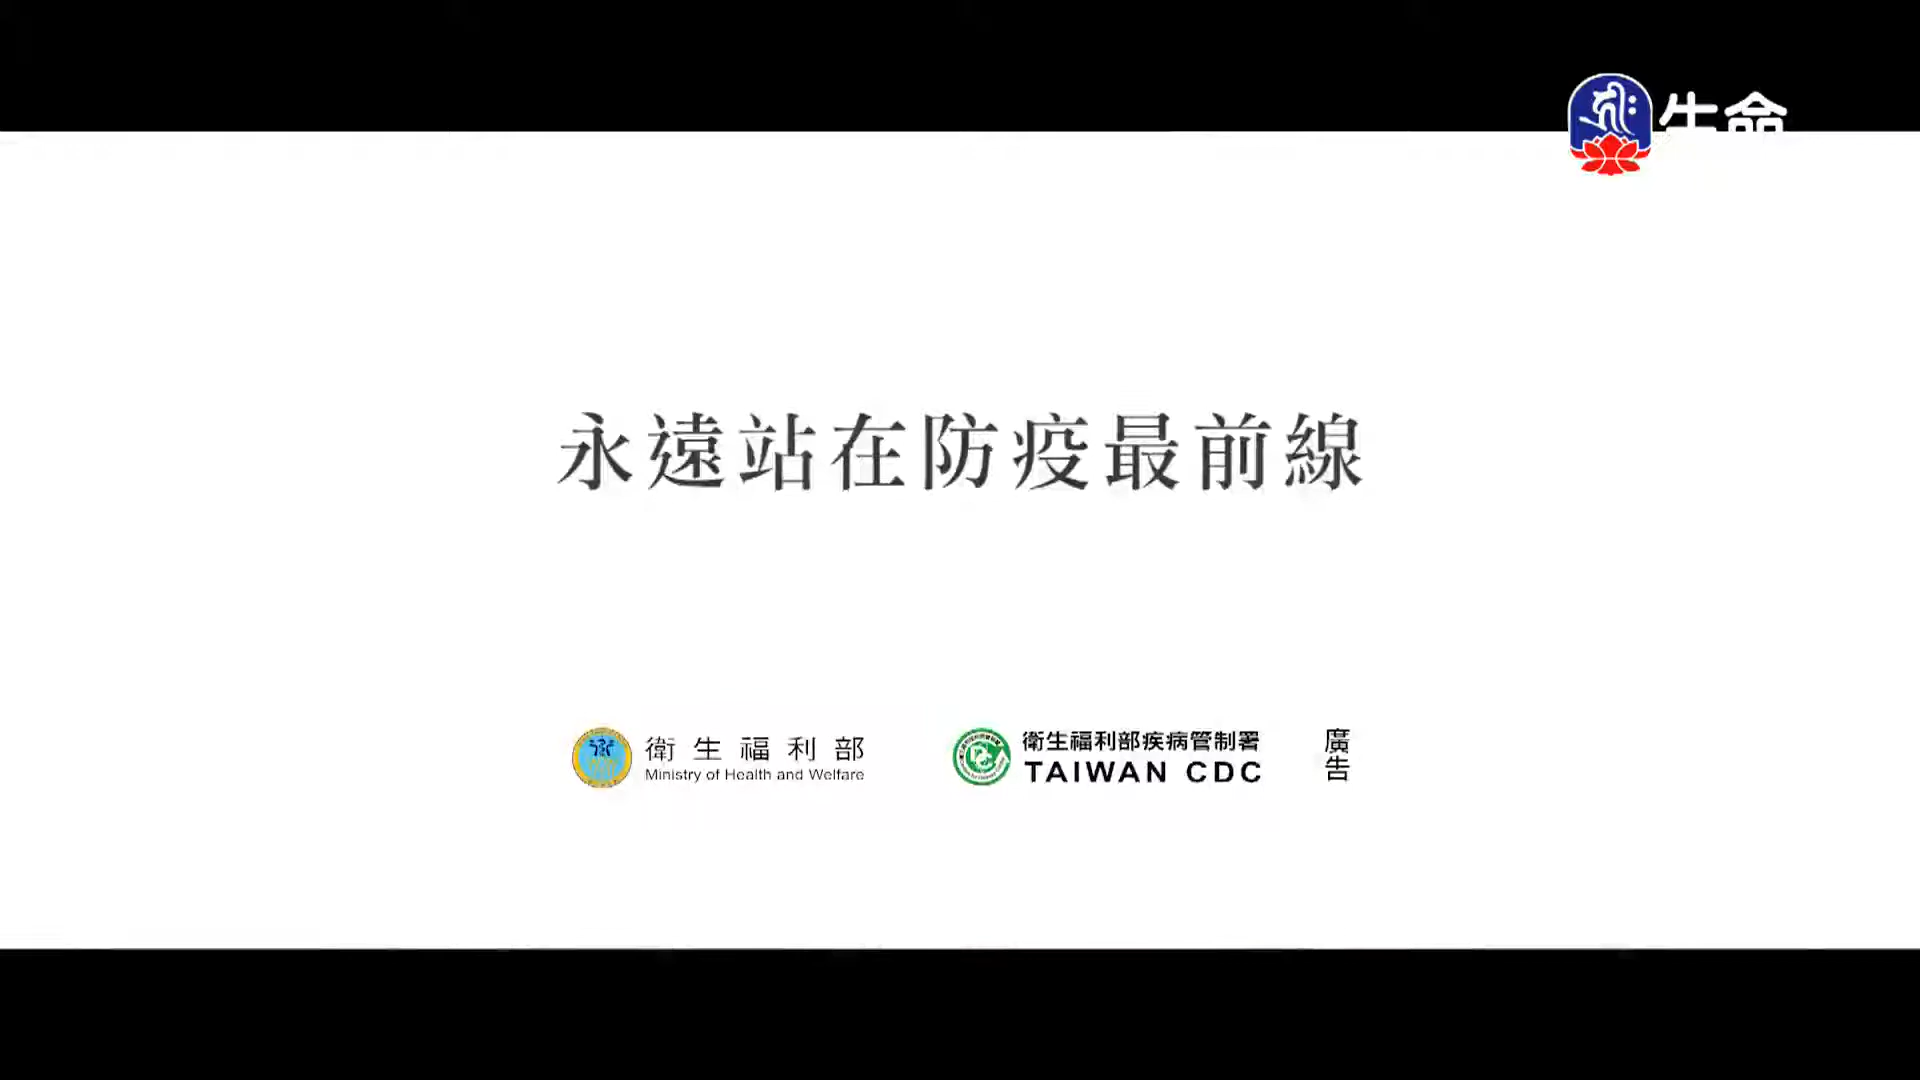 生命
永遠站在防疫最前線
衛生福利部
Ministry of Health and Welfare
衛生福利部疾病管制署
TAIWAN CDC
廣告